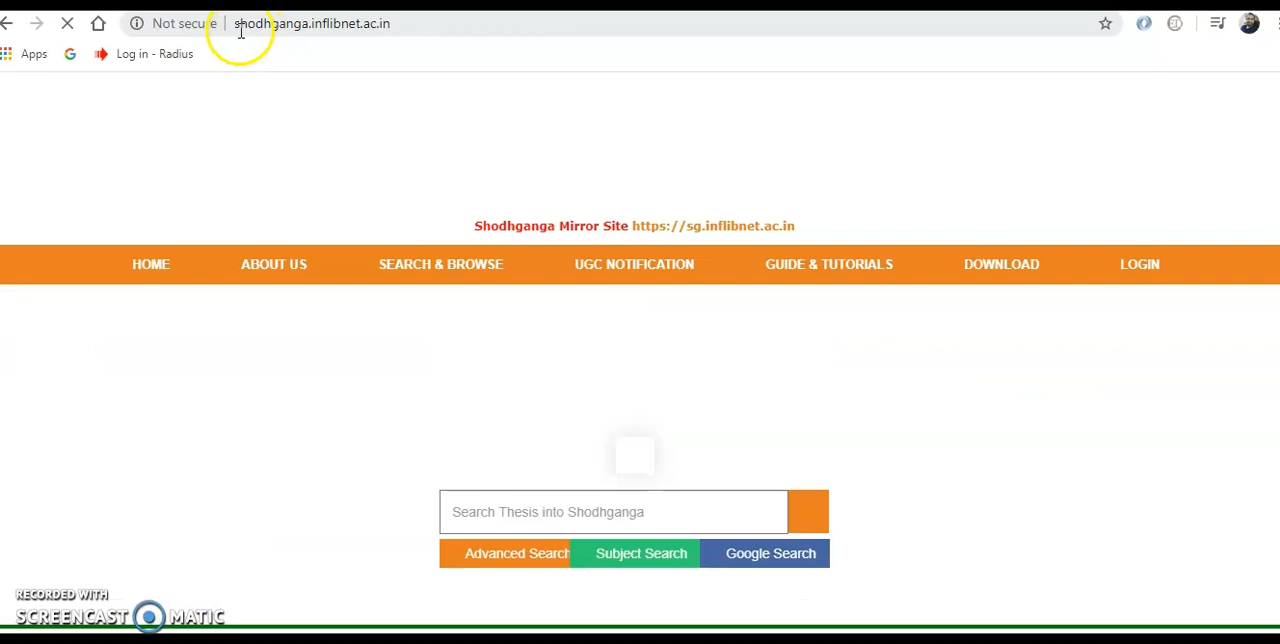 Not secure | shodhganga.inflibnet.ac.in
Apps Log in - Radius
Shodhganga Mirror Site https://sg.inflibnet.ac.in
HOME ABOUT US SEARCH & BROWSE UGC NOTIFICATION GUIDE & TUTORIALS DOWNLOAD LOGIN
Search Thesis into Shodhganga
Advanced Search Subject Search Google Search
RECORDED WITH
SCREENCAST MATIC